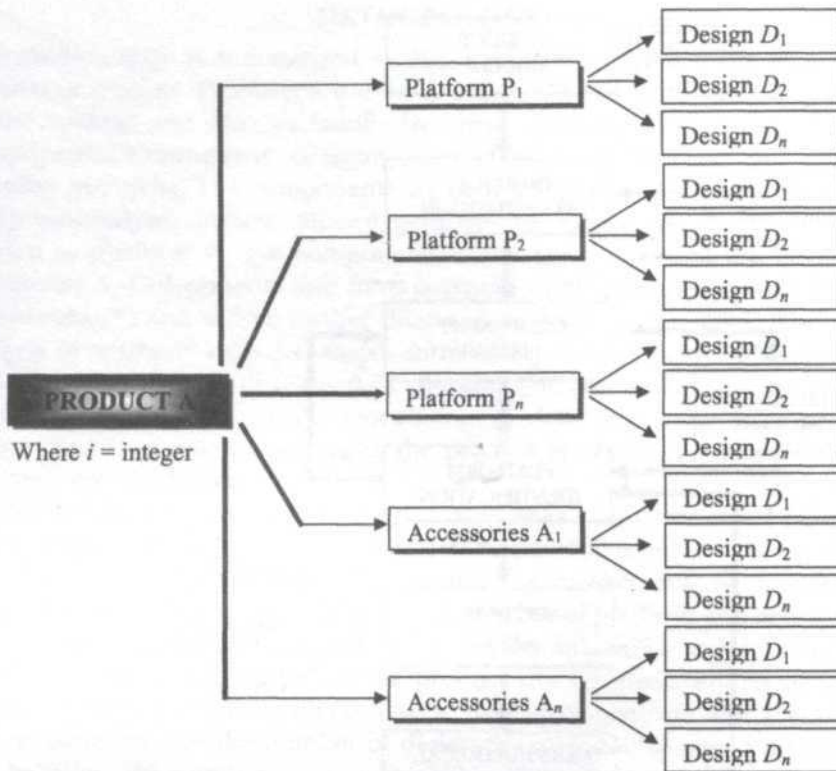 Design D₁
Platform P₁
Design D₂
Design Dₙ
Design D₁
Platform P₂
Design D₂
Design Dₙ
Design D₁
Platform Pₙ
Design D₂
Design Dₙ
PRODUCT A
Where i = integer
Design D₁
Accessories A₁
Design D₂
Design Dₙ
Design D₁
Accessories Aₙ
Design D₂
Design Dₙ